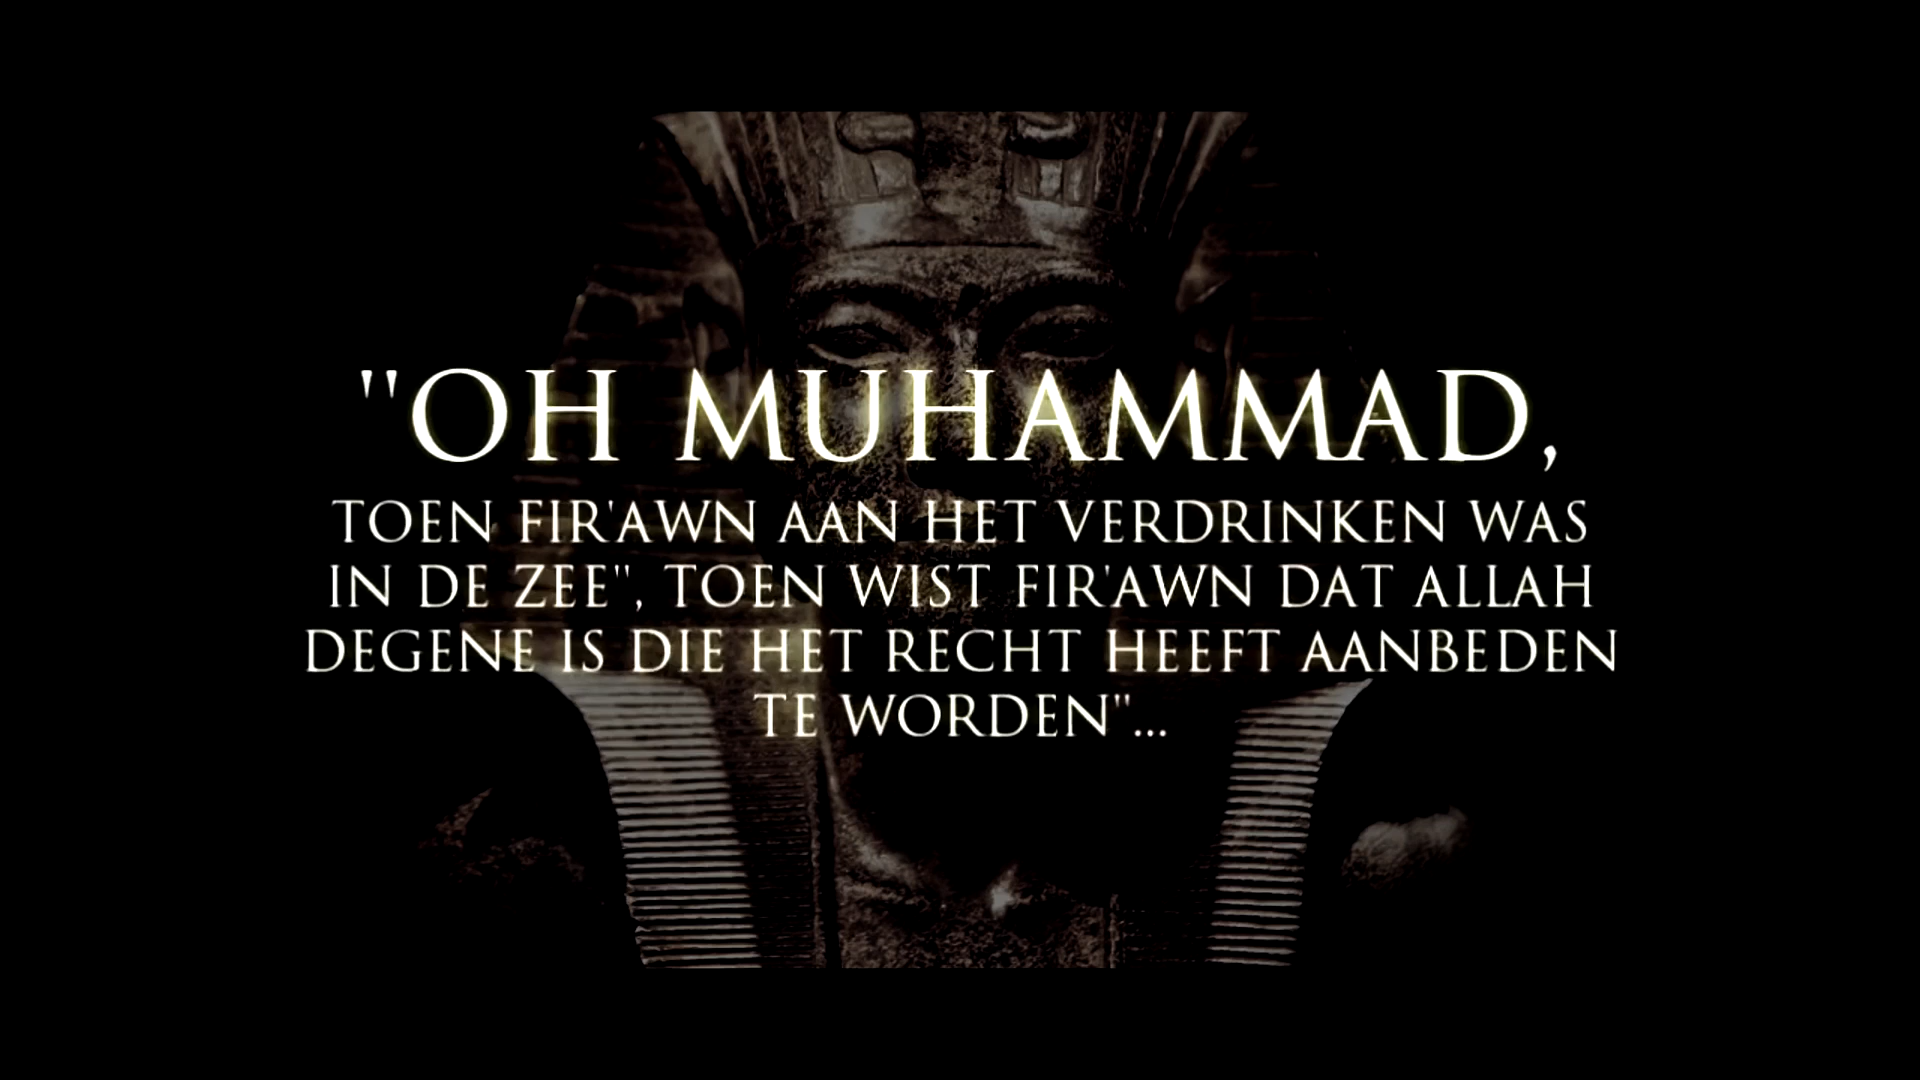 "OH MUHAMMAD,
TOEN FIR'AWN AAN HET VERDRINKEN WAS
IN DE ZEE", TOEN WIST FIR'AWN DAT ALLAH
DEGENE IS DIE HET RECHT HEEFT AANBEDEN
TE WORDEN"...